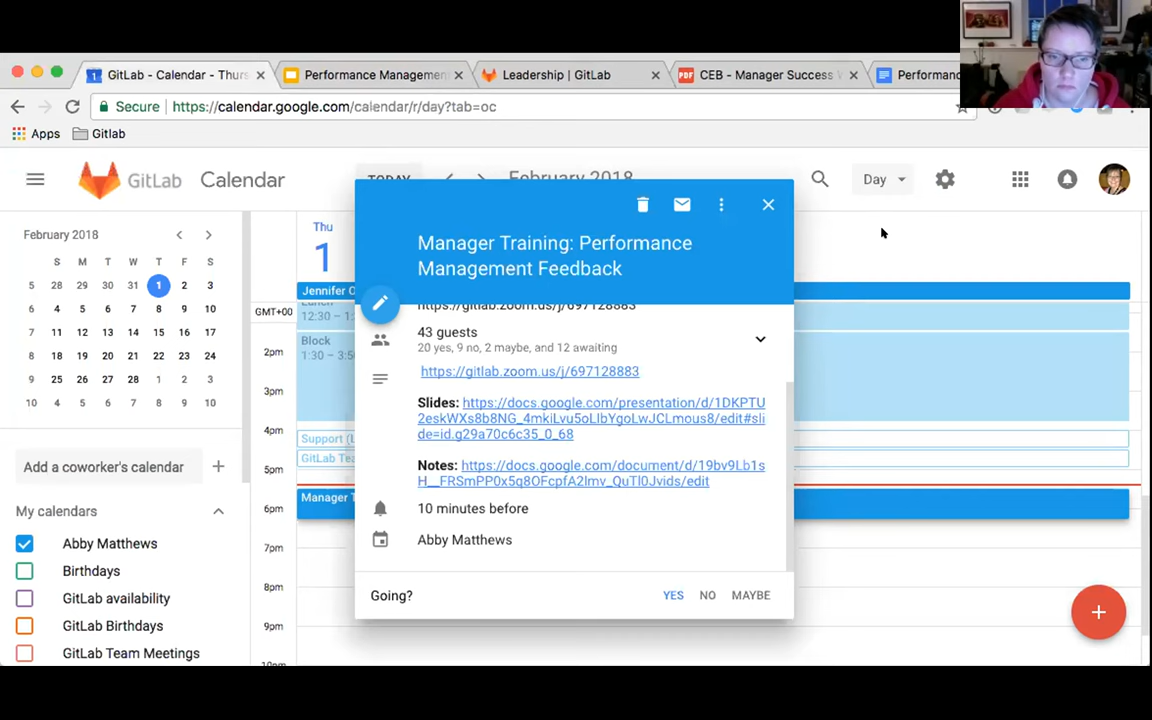 GitLab - Calendar - Thurs
Performance Management
Leadership | GitLab
PDF CEB - Manager Success
Performanc
Secure | https://calendar.google.com/calendar/r/day?tab=oc
Apps Gitlab
GitLab Calendar
TODAY February 2018 Day
February 2018
S M T W T F S
5 28 29 30 31 1 2 3
6 4 5 6 7 8 9 10
7 11 12 13 14 15 16 17
8 18 19 20 21 22 23 24
9 25 26 27 28 1 2 3
10 4 5 6 7 8 9 10
Add a coworker's calendar
My calendars
Abby Matthews
Birthdays
GitLab availability
GitLab Birthdays
GitLab Team Meetings
Thu
1
Jennifer
GMT+00
Lunch
12:30 – 1:
Block
1:30 – 3:5
2pm
3pm
4pm
Support (
5pm
GitLab Tea
6pm
Manager T
7pm
8pm
9pm
10pm
Manager Training: Performance
Management Feedback
https://gitlab.zoom.us/j/697128883
43 guests
20 yes, 9 no, 2 maybe, and 12 awaiting
https://gitlab.zoom.us/j/697128883
Slides: https://docs.google.com/presentation/d/1DKPTU
2eskWXs8b8NG_4mkiLvu5oLIbYgoLwJCLmous8/edit#sli
de=id.g29a70c6c35_0_68
Notes: https://docs.google.com/document/d/19bv9Lb1s
H__FRSmPP0x5q8OFcpfA2lmv_QuTl0Jvids/edit
10 minutes before
Abby Matthews
Going?
YES NO MAYBE